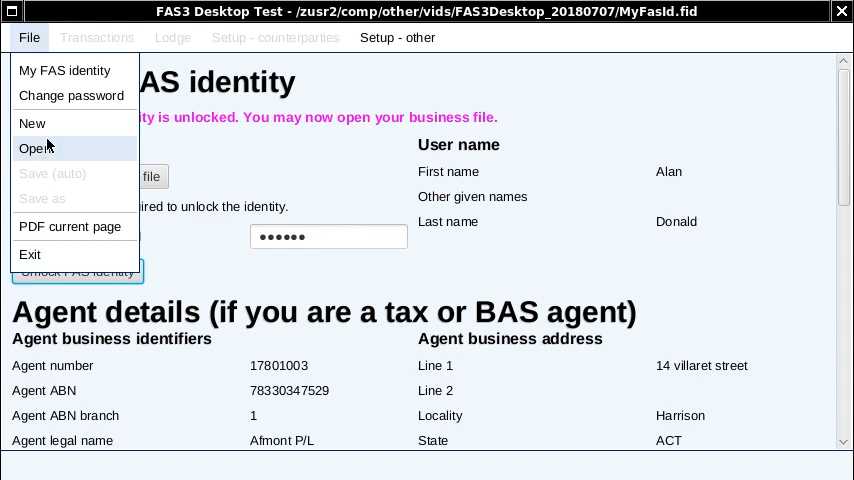 FAS3 Desktop Test - /zusr2/comp/other/vids/FAS3Desktop_20180707/MyFasId.fid
File Transactions Lodge Setup - counterparties Setup - other
My FAS identity
Change password
New
Open
Save (auto)
Save as
PDF current page
Exit
AS identity
is unlocked. You may now open your business file.
file
to unlock the identity.
●●●●●●
Unlock FAS identity
User name
First name Alan
Other given names
Last name Donald
Agent details (if you are a tax or BAS agent)
Agent business identifiers Agent business address
Agent number 17801003 Line 1 14 villaret street
Agent ABN 78330347529 Line 2
Agent ABN branch 1 Locality Harrison
Agent legal name Afmont P/L State ACT